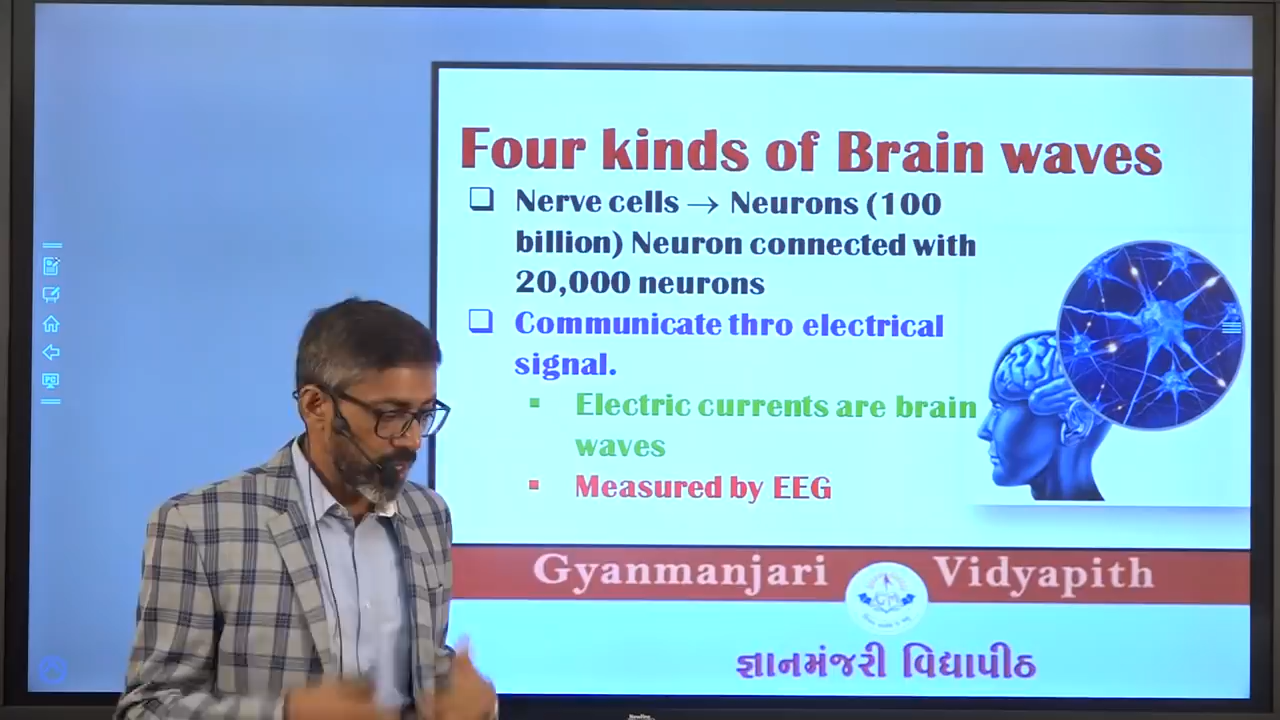 Four kinds of Brain waves
Nerve cells → Neurons (100
billion) Neuron connected with
20,000 neurons
Communicate thro electrical
signal.
Electric currents are brain
waves
Measured by EEG
Gyanmanjari Vidyapith
જ્ઞાનમંજરી વિદ્યાપીઠ